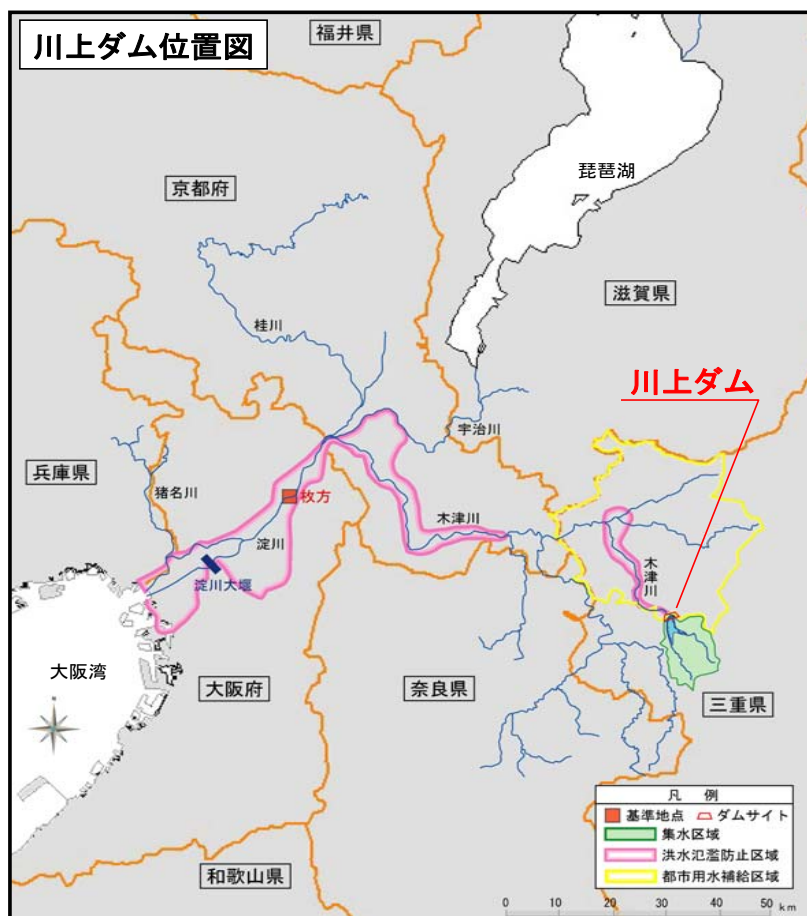 川上ダム位置図
福井県
琵琶湖
京都府
滋賀県
桂川
川上ダム
宇治川
兵庫県
猪名川
枚方
木津川
淀川
木津川
淀川大堰
大阪湾
大阪府
奈良県
三重県
和歌山県
凡 例
基準地点 ダムサイト
集水区域
洪水氾濫防止区域
都市用水補給区域
0 10 20 30 40 50 km
N